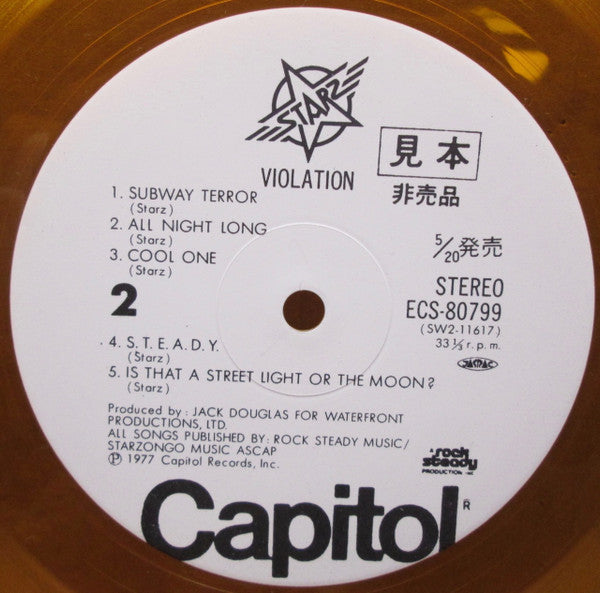 STARZ
VIOLATION
見本
非売品
1. SUBWAY TERROR
(Starz)
2. ALL NIGHT LONG
(Starz)
3. COOL ONE
(Starz)
5/20発売
2
STEREO
ECS-80799
(SW2-11617)
33 1/3 r.p.m.
JASRAC
4. S.T.E.A.D.Y.
(Starz)
5. IS THAT A STREET LIGHT OR THE MOON?
(Starz)
Produced by: JACK DOUGLAS FOR WATERFRONT
PRODUCTIONS, LTD.
ALL SONGS PUBLISHED BY: ROCK STEADY MUSIC/
STARZONGO MUSIC ASCAP
Ⓟ 1977 Capitol Records, Inc.
A
rock
steady
PRODUCTION INC
Capitol®